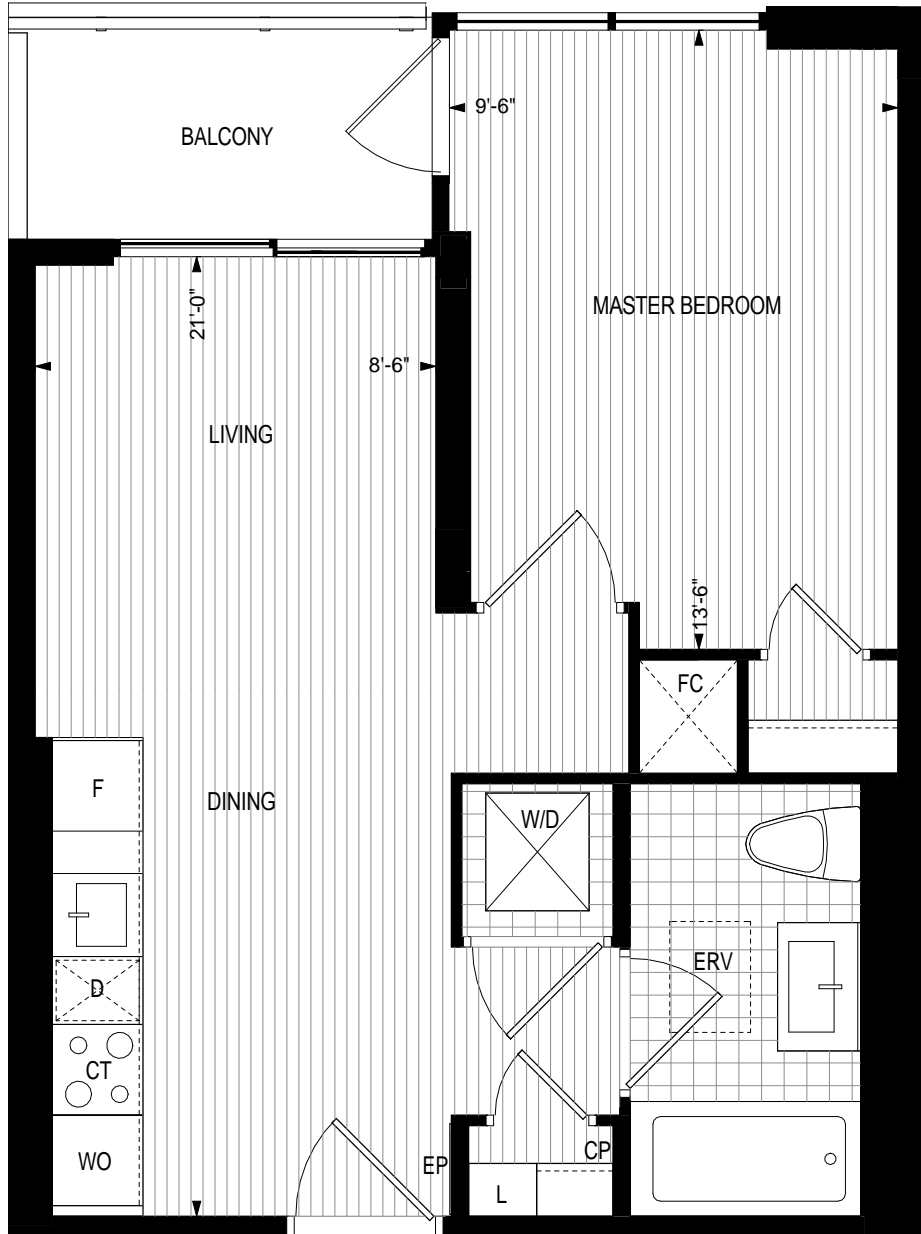 9'-6"
BALCONY
MASTER BEDROOM
21'-0"
8'-6"
LIVING
13'-6"
FC
F
DINING
W/D
D
ERV
CT
WO
EP
CP
L